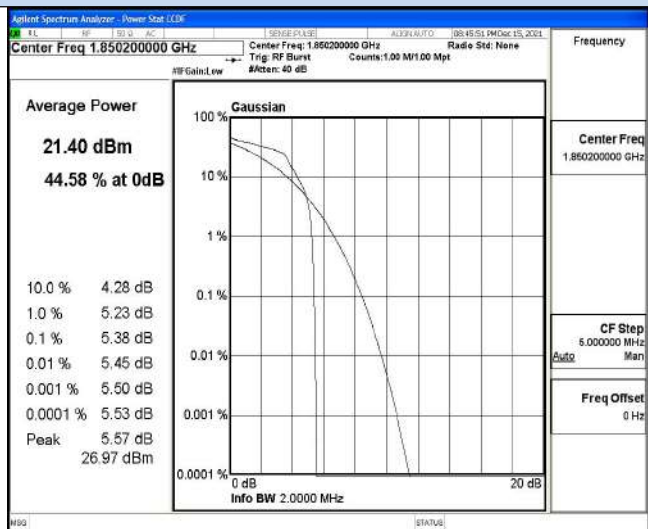 Agilent Spectrum Analyzer - Power Stat CCDF
RL RF 50 Ω AC SENSE:PULSE ALIGN AUTO 08:45:51 PM Dec 15, 2021
Center Freq 1.850200000 GHz
Center Freq: 1.850200000 GHz Radio Std: None
Trig: RF Burst Counts:1.00 M/1.00 Mpt
#IFGain:Low #Atten: 40 dB
Frequency
Average Power
21.40 dBm
44.58 % at 0dB
10.0 % 4.28 dB
1.0 % 5.23 dB
0.1 % 5.38 dB
0.01 % 5.45 dB
0.001 % 5.50 dB
0.0001 % 5.53 dB
Peak 5.57 dB
26.97 dBm
Gaussian
100 %
10 %
1 %
0.1 %
0.01 %
0.001 %
0.0001 %
0 dB 20 dB
Info BW 2.0000 MHz
Center Freq
1.850200000 GHz
CF Step
5.000000 MHz
Auto Man
Freq Offset
0 Hz
MSG STATUS